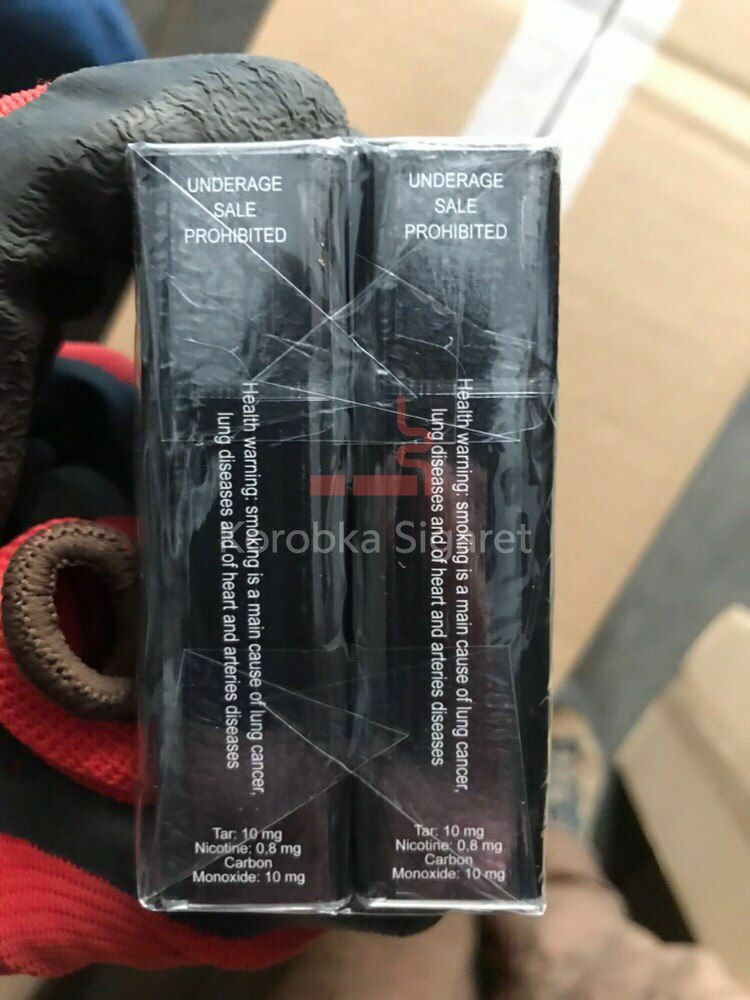 UNDERAGE
SALE
PROHIBITED
Health warning: smoking is a main cause of lung cancer,
lung diseases and of heart and arteries diseases
Tar: 10 mg
Nicotine: 0,8 mg
Carbon
Monoxide: 10 mg
UNDERAGE
SALE
PROHIBITED
Health warning: smoking is a main cause of lung cancer,
lung diseases and of heart and arteries diseases
Tar: 10 mg
Nicotine: 0,8 mg
Carbon
Monoxide: 10 mg
Korobka Sigaret